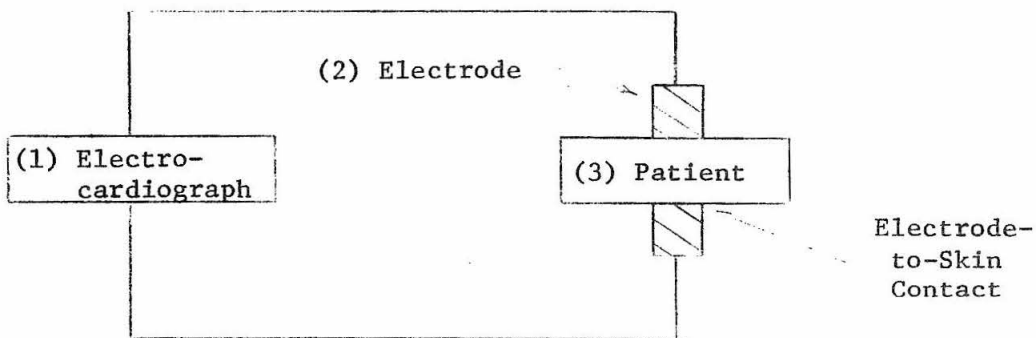 (2) Electrode
(1) Electro-
cardiograph
(3) Patient
Electrode-
to-Skin
Contact